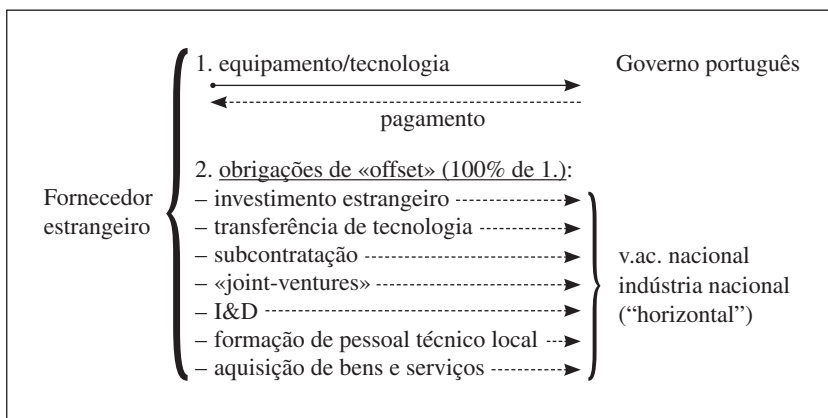 1. equipamento/tecnologia Governo português
pagamento
2. obrigações de «offset» (100% de 1.):
Fornecedor
estrangeiro
– investimento estrangeiro
– transferência de tecnologia
– subcontratação
– «joint-ventures»
– I&D
– formação de pessoal técnico local
– aquisição de bens e serviços
v.ac. nacional
indústria nacional
(“horizontal”)